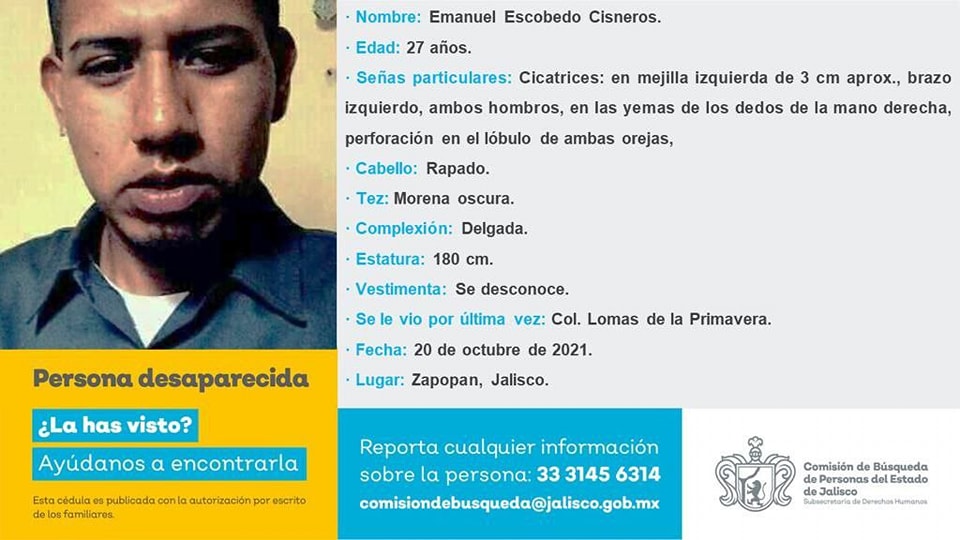 · Nombre: Emanuel Escobedo Cisneros.
· Edad: 27 años.
· Señas particulares: Cicatrices: en mejilla izquierda de 3 cm aprox., brazo
izquierdo, ambos hombros, en las yemas de los dedos de la mano derecha,
perforación en el lóbulo de ambas orejas,
· Cabello: Rapado.
· Tez: Morena oscura.
· Complexión: Delgada.
· Estatura: 180 cm.
· Vestimenta: Se desconoce.
· Se le vio por última vez: Col. Lomas de la Primavera.
· Fecha: 20 de octubre de 2021.
· Lugar: Zapopan, Jalisco.
Persona desaparecida
¿La has visto?
Ayúdanos a encontrarla
Esta cédula es publicada con la autorización por escrito
de los familiares.
Reporta cualquier información
sobre la persona: 33 3145 6314
comisiondebusqueda@jalisco.gob.mx
Comisión de Búsqueda
de Personas del Estado
de Jalisco
Subsecretaría de Derechos Humanos